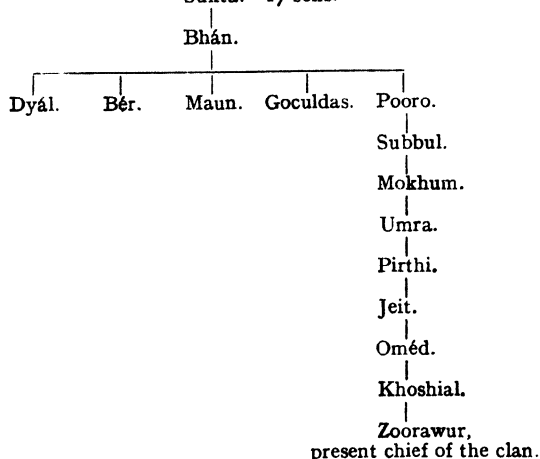 Bhán.
Dyál. Bér. Maun. Goculdas. Pooro.
Subbul.
Mokhum.
Umra.
Pirthi.
Jeit.
Oméd.
Khoshial.
Zoorawur,
present chief of the clan.